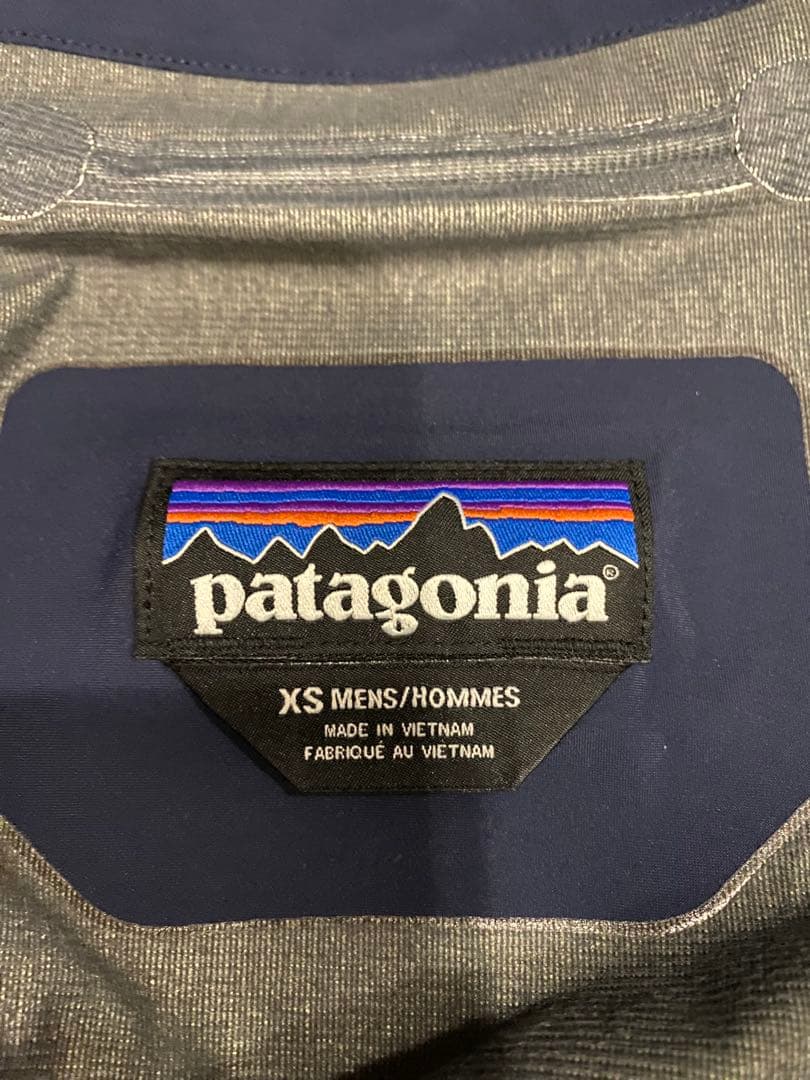 patagonia®
XS MENS/HOMMES
MADE IN VIETNAM
FABRIQUÉ AU VIETNAM